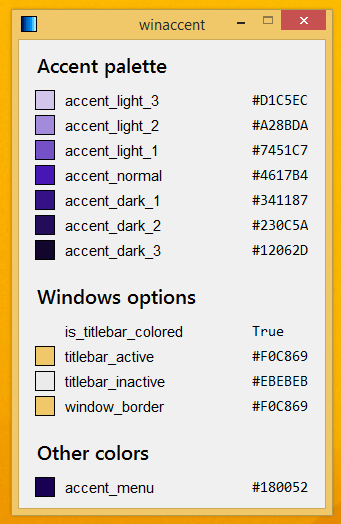 winaccent
Accent palette
accent_light_3 #D1C5EC
accent_light_2 #A28BDA
accent_light_1 #7451C7
accent_normal #4617B4
accent_dark_1 #341187
accent_dark_2 #230C5A
accent_dark_3 #12062D
Windows options
is_titlebar_colored True
titlebar_active #F0C869
titlebar_inactive #EBEBEB
window_border #F0C869
Other colors
accent_menu #180052